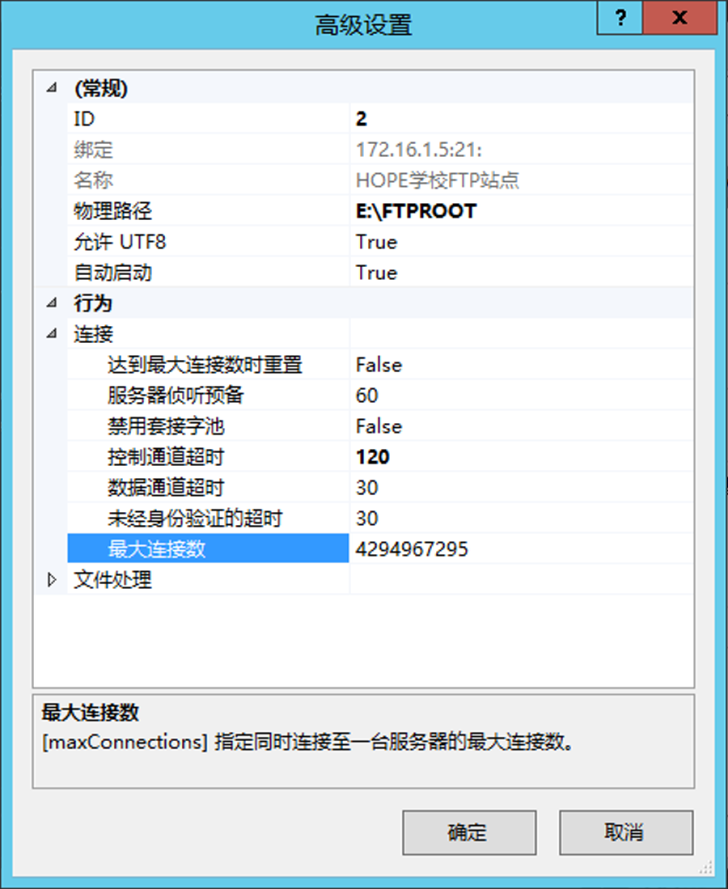 高级设置
?
x
(常规)
ID 2
绑定 172.16.1.5:21:
名称 HOPE学校FTP站点
物理路径 E:\FTPROOT
允许 UTF8 True
自动启动 True
行为
连接
达到最大连接数时重置 False
服务器侦听预备 60
禁用套接字池 False
控制通道超时 120
数据通道超时 30
未经身份验证的超时 30
最大连接数 4294967295
文件处理
最大连接数
[maxConnections] 指定同时连接至一台服务器的最大连接数。
确定 取消